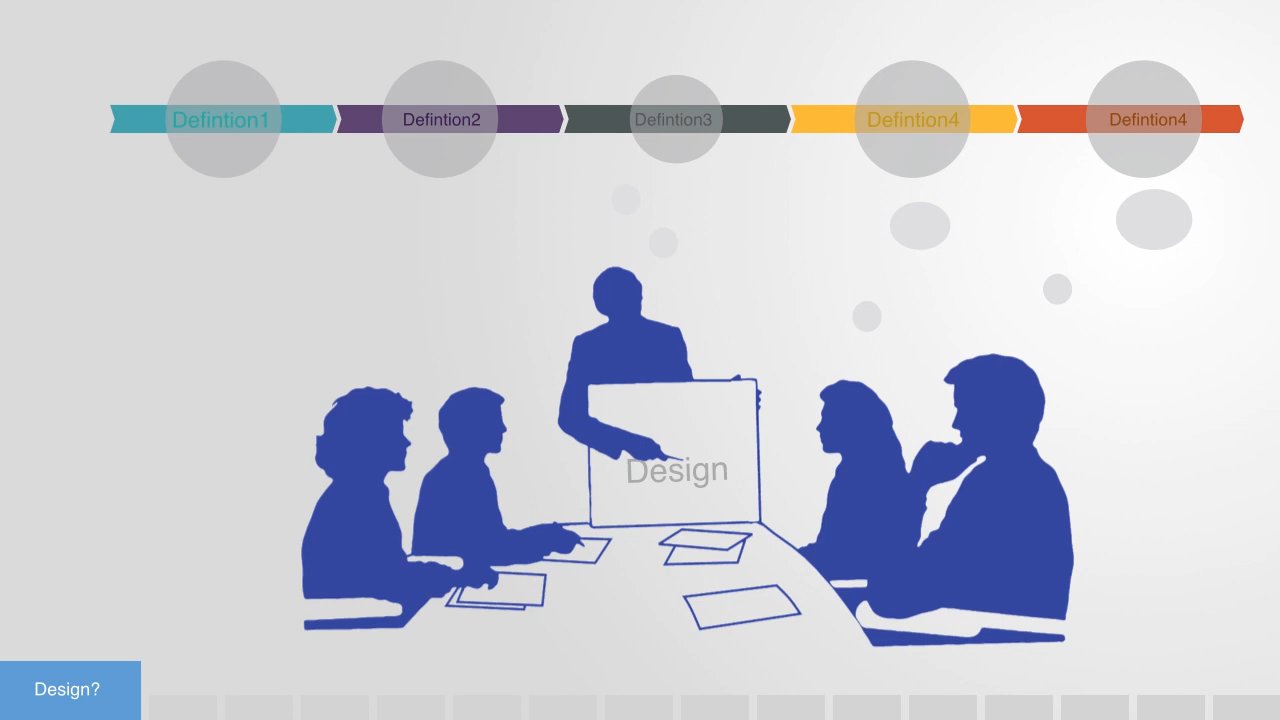 Defintion1
Defintion2
Defintion3
Defintion4
Defintion4
Design
Design?